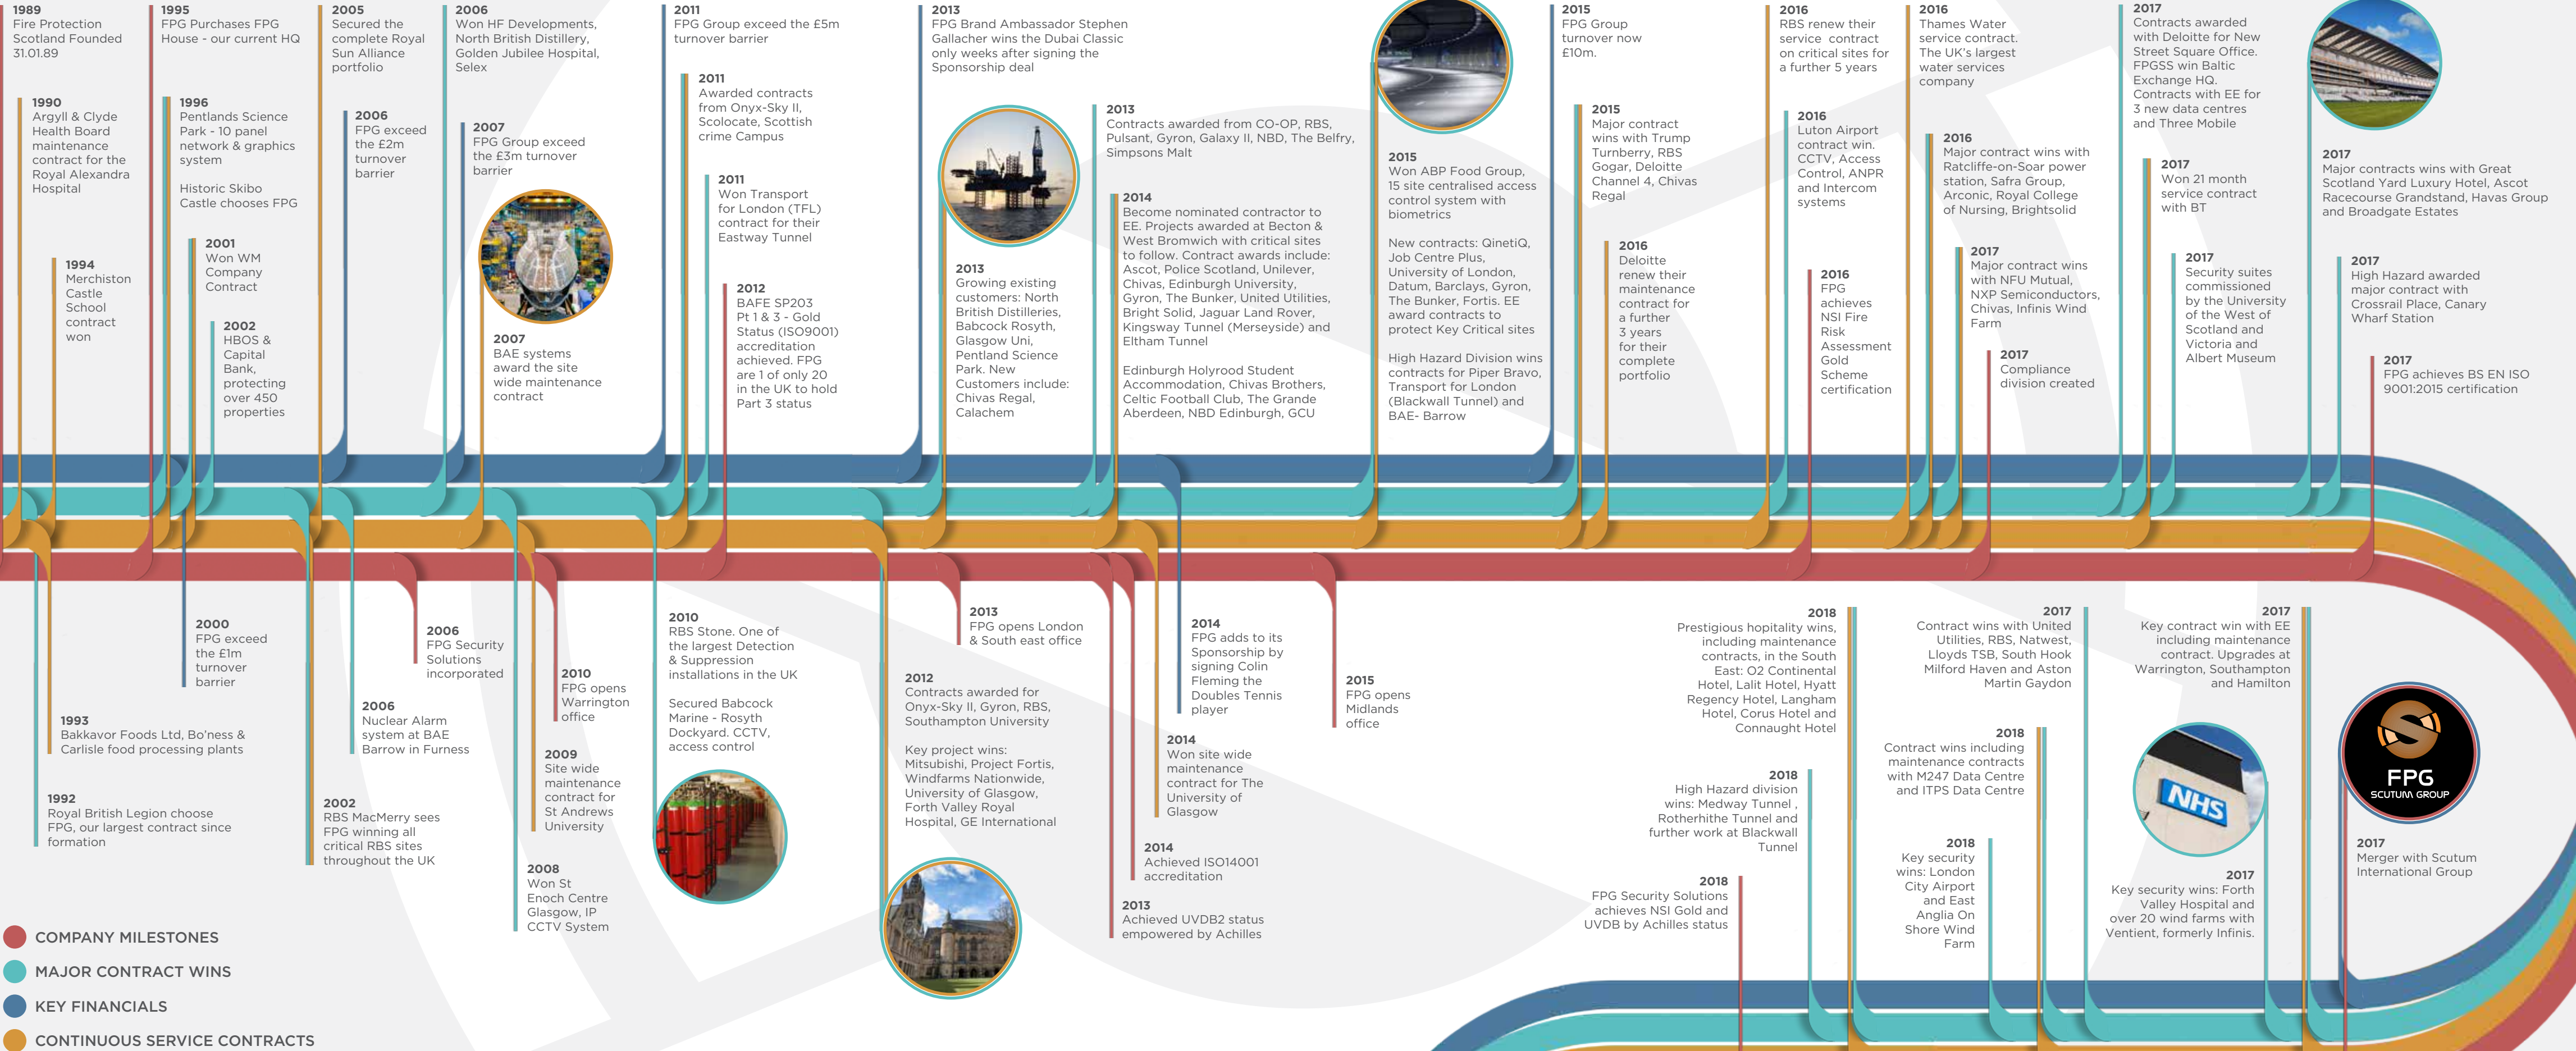 1989
Fire Protection
Scotland Founded
31.01.89
1990
Argyll & Clyde
Health Board
maintenance
contract for the
Royal Alexandra
Hospital
1994
Merchiston
Castle
School
contract
won
1995
FPG Purchases FPG
House - our current HQ
1996
Pentlands Science
Park - 10 panel
network & graphics
system
Historic Skibo
Castle chooses FPG
2001
Won WM
Company
Contract
2002
HBOS &
Capital
Bank,
protecting
over 450
properties
2005
Secured the
complete Royal
Sun Alliance
portfolio
2006
FPG exceed
the £2m
turnover
barrier
2006
Won HF Developments,
North British Distillery,
Golden Jubilee Hospital,
Selex
2007
FPG Group exceed
the £3m turnover
barrier
2007
BAE systems
award the site
wide maintenance
contract
2011
FPG Group exceed the £5m
turnover barrier
2011
Awarded contracts
from Onyx-Sky II,
Scolocate, Scottish
crime Campus
2011
Won Transport
for London (TFL)
contract for their
Eastway Tunnel
2012
BAFE SP203
Pt 1 & 3 - Gold
Status (ISO9001)
accreditation
achieved. FPG
are 1 of only 20
in the UK to hold
Part 3 status
2013
FPG Brand Ambassador Stephen
Gallacher wins the Dubai Classic
only weeks after signing the
Sponsorship deal
2013
Growing existing
customers: North
British Distilleries,
Babcock Rosyth,
Glasgow Uni,
Pentland Science
Park. New
Customers include:
Chivas Regal,
Calachem
2013
Contracts awarded from CO-OP, RBS,
Pulsant, Gyron, Galaxy II, NBD, The Belfry,
Simpsons Malt
2014
Become nominated contractor to
EE. Projects awarded at Becton &
West Bromwich with critical sites
to follow. Contract awards include:
Ascot, Police Scotland, Unilever,
Chivas, Edinburgh University,
Gyron, The Bunker, United Utilities,
Bright Solid, Jaguar Land Rover,
Kingsway Tunnel (Merseyside) and
Eltham Tunnel
Edinburgh Holyrood Student
Accommodation, Chivas Brothers,
Celtic Football Club, The Grande
Aberdeen, NBD Edinburgh, GCU
2015
Won ABP Food Group,
15 site centralised access
control system with
biometrics
New contracts: QinetiQ,
Job Centre Plus,
University of London,
Datum, Barclays, Gyron,
The Bunker, Fortis. EE
award contracts to
protect Key Critical sites
High Hazard Division wins
contracts for Piper Bravo,
Transport for London
(Blackwall Tunnel) and
BAE- Barrow
2015
FPG Group
turnover now
£10m.
2015
Major contract
wins with Trump
Turnberry, RBS
Gogar, Deloitte
Channel 4, Chivas
Regal
2016
Deloitte
renew their
maintenance
contract for
a further
3 years
for their
complete
portfolio
2016
RBS renew their
service contract
on critical sites for
a further 5 years
2016
Luton Airport
contract win.
CCTV, Access
Control, ANPR
and Intercom
systems
2016
FPG
achieves
NSI Fire
Risk
Assessment
Gold
Scheme
certification
2016
Thames Water
service contract.
The UK's largest
water services
company
2016
Major contract wins with
Ratcliffe-on-Soar power
station, Safra Group,
Arconic, Royal College
of Nursing, Brightsolid
2017
Major contract wins
with NFU Mutual,
NXP Semiconductors,
Chivas, Infinis Wind
Farm
2017
Compliance
division created
2017
Contracts awarded
with Deloitte for New
Street Square Office.
FPGSS win Baltic
Exchange HQ.
Contracts with EE for
3 new data centres
and Three Mobile
2017
Won 21 month
service contract
with BT
2017
Security suites
commissioned
by the University
of the West of
Scotland and
Victoria and
Albert Museum
2017
Major contracts wins with Great
Scotland Yard Luxury Hotel, Ascot
Racecourse Grandstand, Havas Group
and Broadgate Estates
2017
High Hazard awarded
major contract with
Crossrail Place, Canary
Wharf Station
2017
FPG achieves BS EN ISO
9001:2015 certification
1992
Royal British Legion choose
FPG, our largest contract since
formation
1993
Bakkavor Foods Ltd, Bo'ness &
Carlisle food processing plants
2000
FPG exceed
the £1m
turnover
barrier
2002
RBS MacMerry sees
FPG winning all
critical RBS sites
throughout the UK
2006
Nuclear Alarm
system at BAE
Barrow in Furness
2006
FPG Security
Solutions
incorporated
2008
Won St
Enoch Centre
Glasgow, IP
CCTV System
2009
Site wide
maintenance
contract for
St Andrews
University
2010
FPG opens
Warrington
office
2010
RBS Stone. One of
the largest Detection
& Suppression
installations in the UK
Secured Babcock
Marine - Rosyth
Dockyard. CCTV,
access control
2012
Contracts awarded for
Onyx-Sky II, Gyron, RBS,
Southampton University
Key project wins:
Mitsubishi, Project Fortis,
Windfarms Nationwide,
University of Glasgow,
Forth Valley Royal
Hospital, GE International
2013
FPG opens London
& South east office
2013
Achieved UVDB2 status
empowered by Achilles
2014
Achieved ISO14001
accreditation
2014
Won site wide
maintenance
contract for The
University of
Glasgow
2014
FPG adds to its
Sponsorship by
signing Colin
Fleming the
Doubles Tennis
player
2015
FPG opens
Midlands
office
2018
Prestigious hopitality wins,
including maintenance
contracts, in the South
East: O2 Continental
Hotel, Lalit Hotel, Hyatt
Regency Hotel, Langham
Hotel, Corus Hotel and
Connaught Hotel
2018
High Hazard division
wins: Medway Tunnel ,
Rotherhithe Tunnel and
further work at Blackwall
Tunnel
2018
FPG Security Solutions
achieves NSI Gold and
UVDB by Achilles status
2017
Contract wins with United
Utilities, RBS, Natwest,
Lloyds TSB, South Hook
Milford Haven and Aston
Martin Gaydon
2018
Contract wins including
maintenance contracts
with M247 Data Centre
and ITPS Data Centre
2018
Key security
wins: London
City Airport
and East
Anglia On
Shore Wind
Farm
2017
Key contract win with EE
including maintenance
contract. Upgrades at
Warrington, Southampton
and Hamilton
NHS
2017
Key security wins: Forth
Valley Hospital and
over 20 wind farms with
Ventient, formerly Infinis.
FPG
SCUTUM GROUP
2017
Merger with Scutum
International Group
COMPANY MILESTONES
MAJOR CONTRACT WINS
KEY FINANCIALS
CONTINUOUS SERVICE CONTRACTS